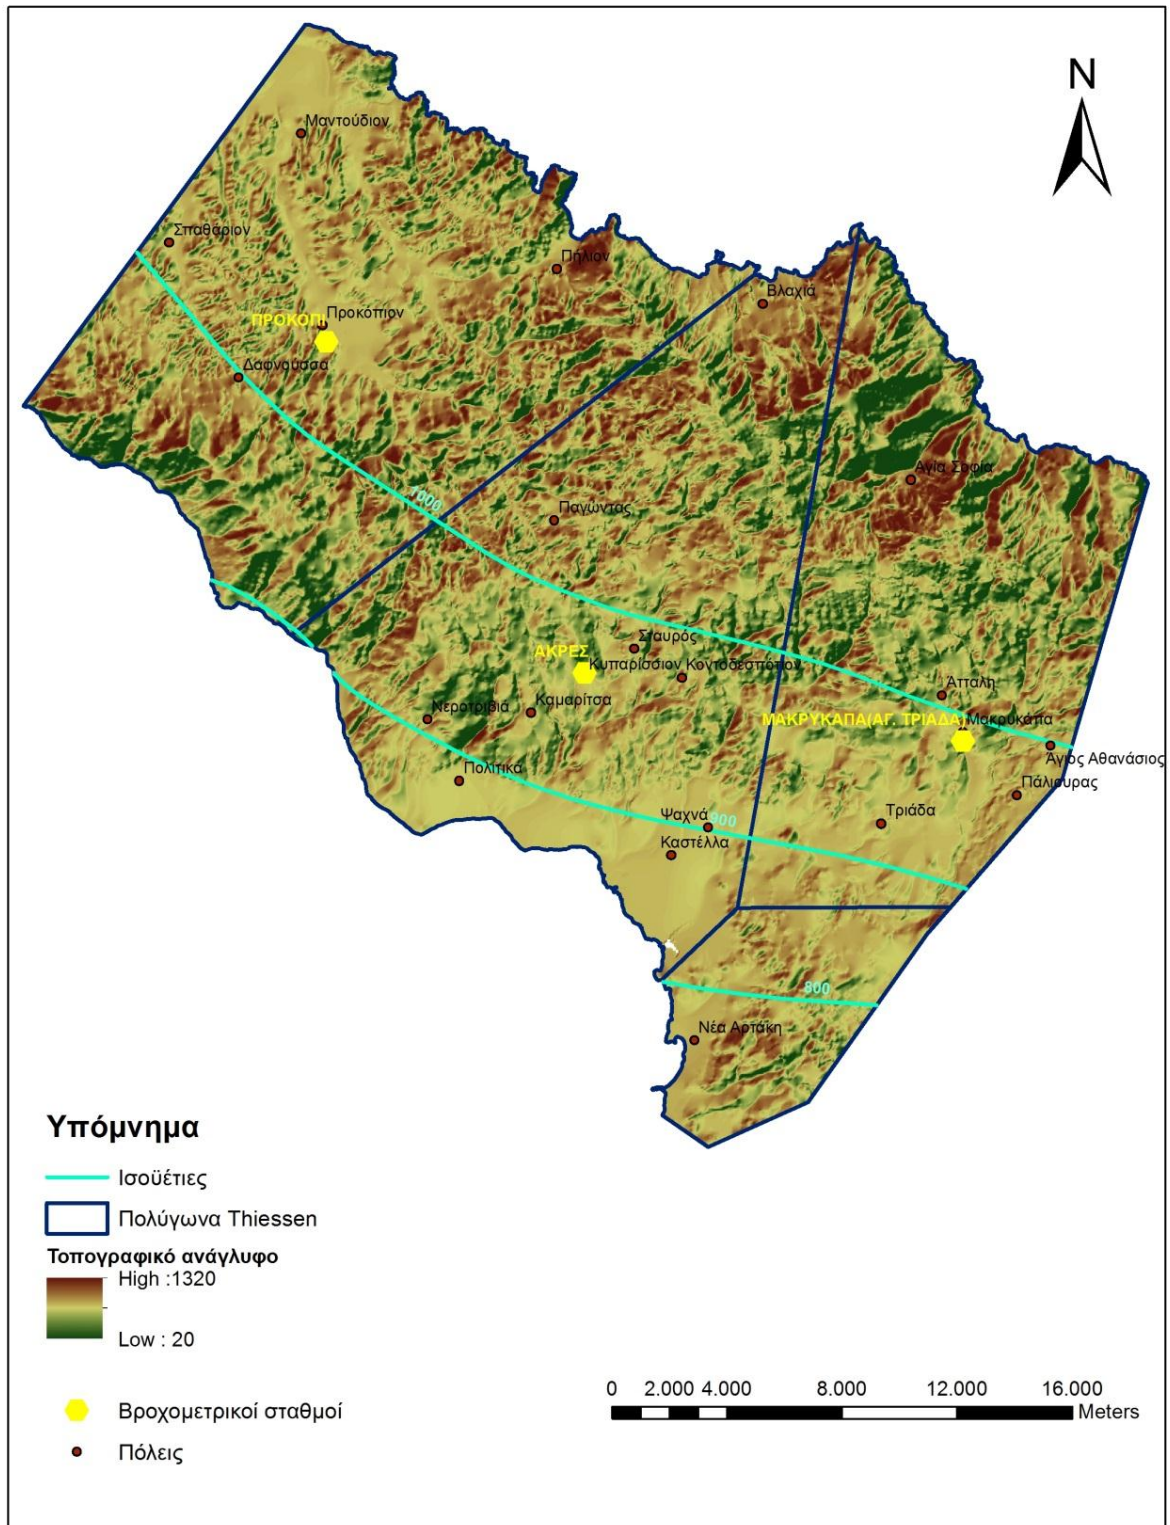 N
Μαντούδιον
Σπαθάριον
Πήλιον
Βλαχιά
Προκόπιον
ΠΡΟΚΟΠΙ
Δαφνούσσα
Αγία Σοφία
1000
Παγώντας
Σταυρός
ΑΚΡΕΣ
Κυπαρίσσιον
Κοντοδεσπότιον
Άτταλη
Νεροτριβιά
Καμαρίτσα
ΜΑΚΡΥΚΑΠΑ(ΑΓ. ΤΡΙΑΔΑ)
Μακρυκάπα
Άγιος Αθανάσιος
Πολιτικά
Πάλιουρας
Ψαχνά
900
Τριάδα
Καστέλλα
800
Νέα Αρτάκη
Υπόμνημα
Ισοϋέτιες
Πολύγωνα Thiessen
Τοπογραφικό ανάγλυφο
High :1320
Low : 20
Βροχομετρικοί σταθμοί
Πόλεις
0 2.000 4.000 8.000 12.000 16.000
Meters